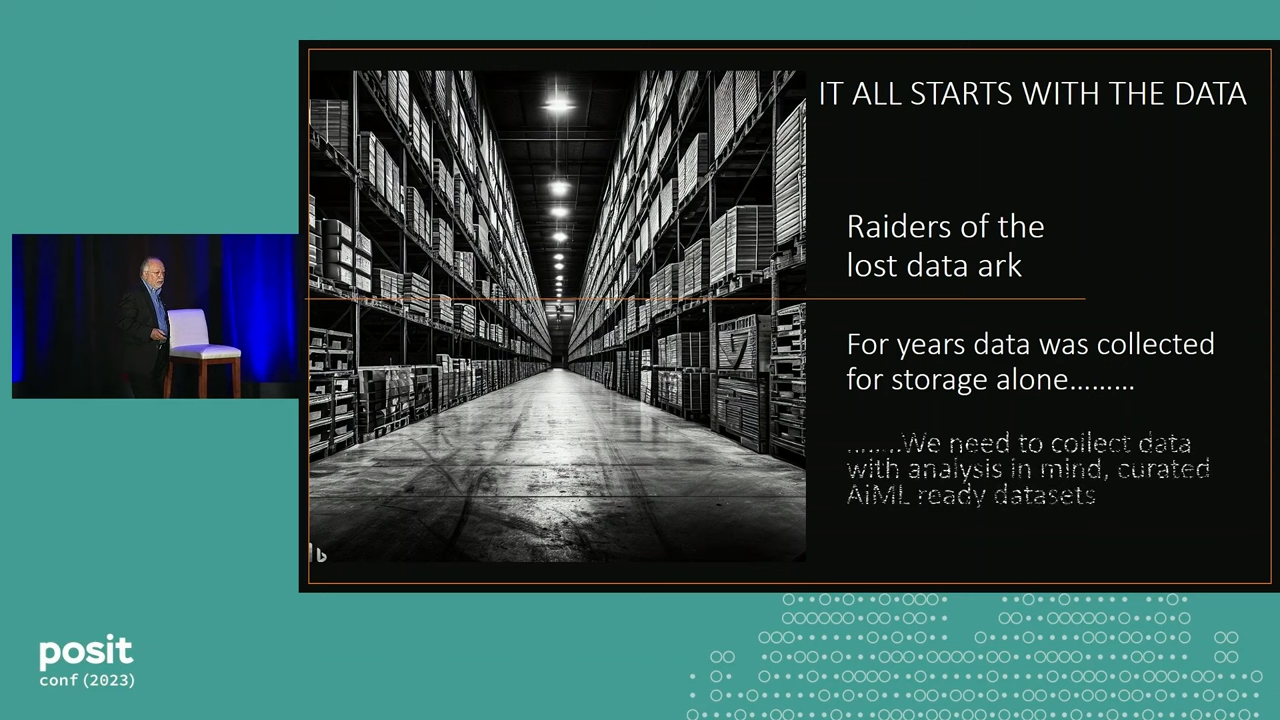 IT ALL STARTS WITH THE DATA
Raiders of the
lost data ark
For years data was collected
for storage alone………
……..We need to collect data
with analysis in mind, curated
AiML ready datasets
posit
conf(2023)